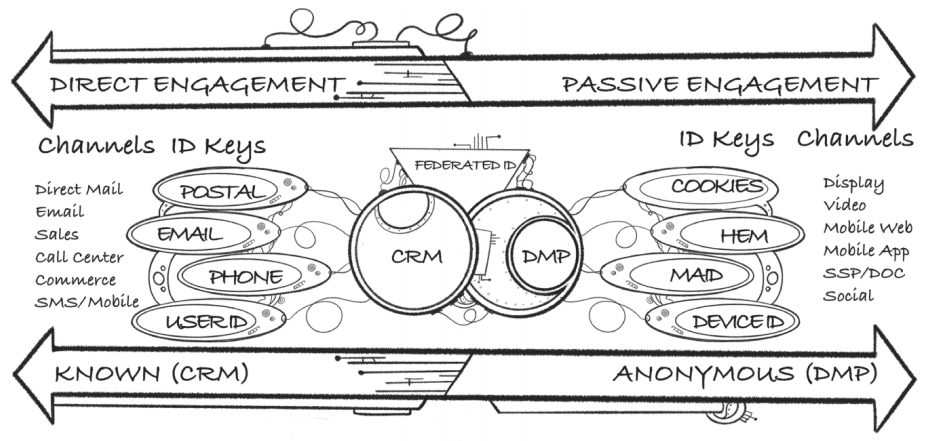 DIRECT ENGAGEMENT
PASSIVE ENGAGEMENT
Channels
ID Keys
ID Keys
Channels
Direct Mail
Email
Sales
Call Center
Commerce
SMS/Mobile
POSTAL
EMAIL
PHONE
USER ID
FEDERATED ID
CRM
DMP
COOKIES
HEM
MAID
DEVICE ID
Display
Video
Mobile Web
Mobile App
SSP/DOC
Social
KNOWN (CRM)
ANONYMOUS (DMP)